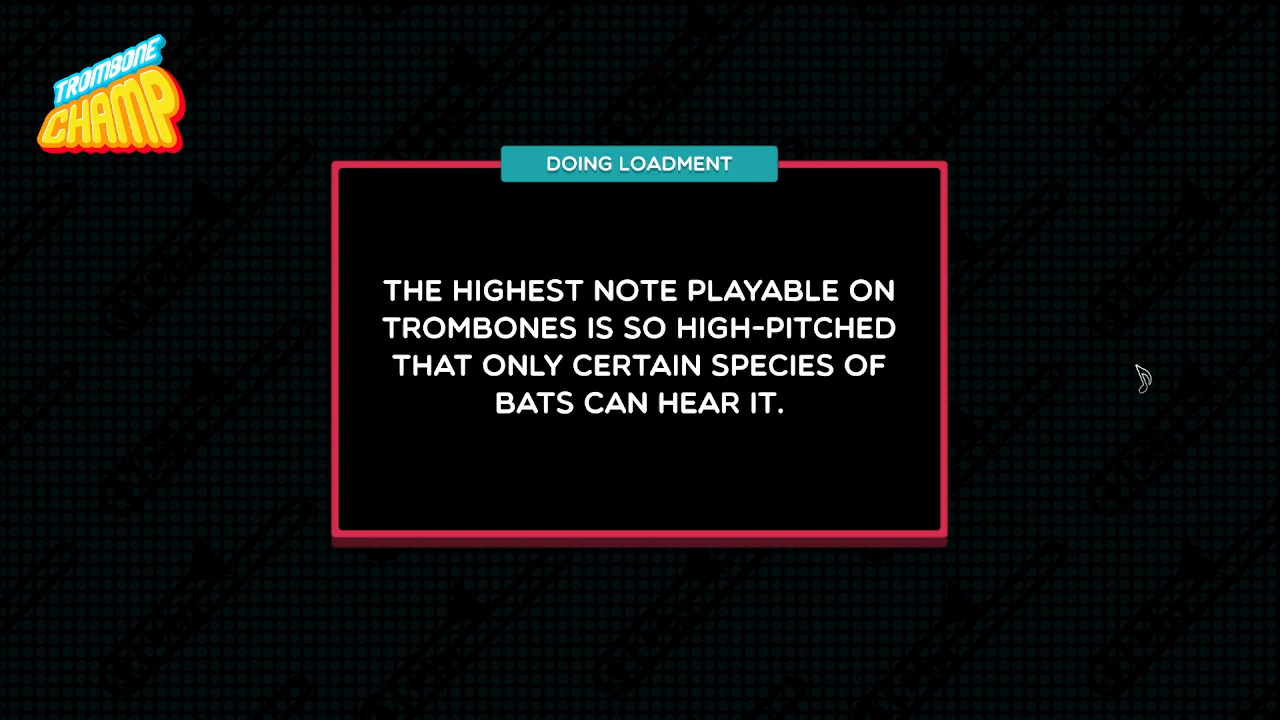 TROMBONE
CHAMP
DOING LOADMENT
THE HIGHEST NOTE PLAYABLE ON
TROMBONES IS SO HIGH-PITCHED
THAT ONLY CERTAIN SPECIES OF
BATS CAN HEAR IT.